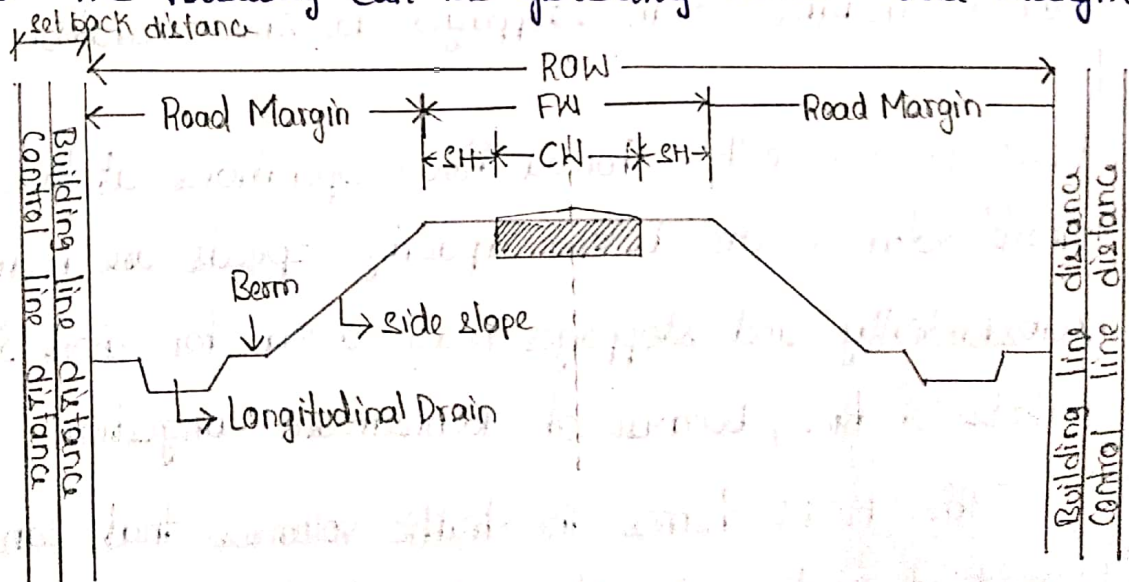 set back distance
ROW
Road Margin
FW
Road Margin
SH
CW
SH
Control line distance
Building line distance
Berm
side slope
Longitudinal Drain
Building line distance
Control line distance